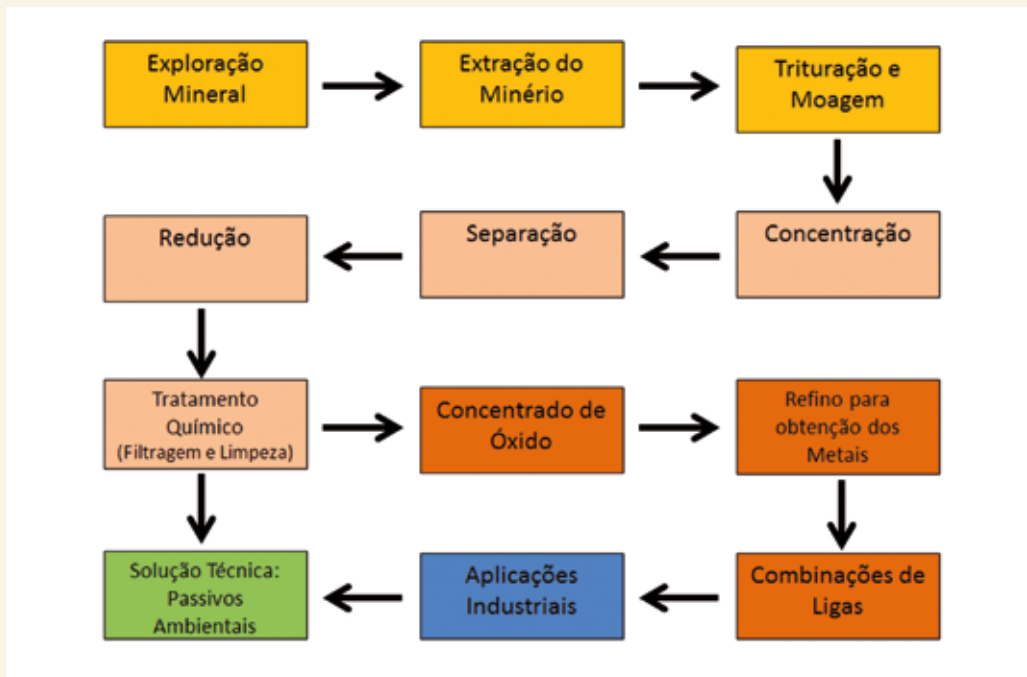 Exploração
Mineral
Extração do
Minério
Trituração e
Moagem
Redução
Separação
Concentração
Tratamento
Químico
(Filtragem e Limpeza)
Concentrado de
Óxido
Refino para
obtenção dos
Metais
Solução Técnica:
Passivos
Ambientais
Aplicações
Industriais
Combinações de
Ligas